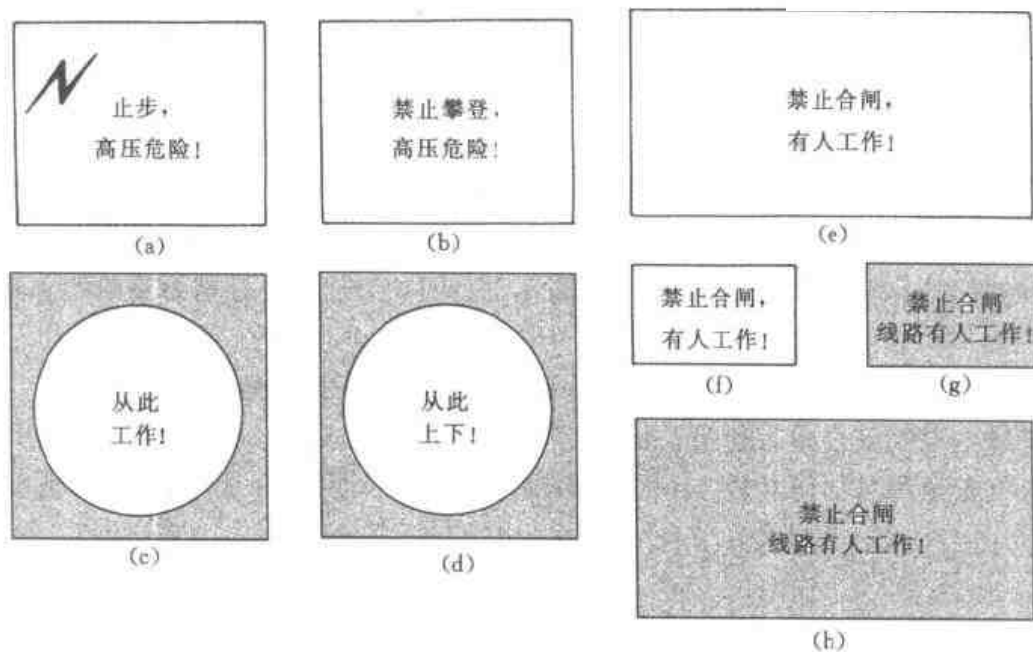 止步，
高压危险！
(a)
禁止攀登，
高压危险！
(b)
禁止合闸，
有人工作！
(e)
从此
工作！
(c)
从此
上下！
(d)
禁止合闸，
有人工作！
(f)
禁止合闸
线路有人工作！
(g)
禁止合闸
线路有人工作！
(h)